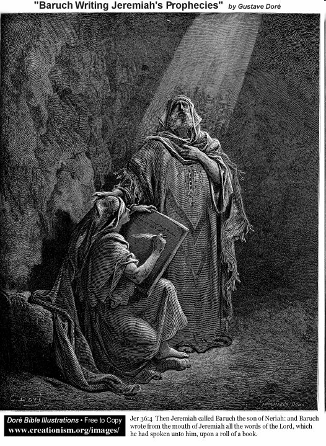 "Baruch Writing Jeremiah's Prophecies" by Gustave Doré
Doré Bible Illustrations • Free to Copy
www.creationism.org/images/
Jer 36:4 Then Jeremiah called Baruch the son of Neriah: and Baruch
wrote from the mouth of Jeremiah all the words of the Lord, which
he had spoken unto him, upon a roll of a book.